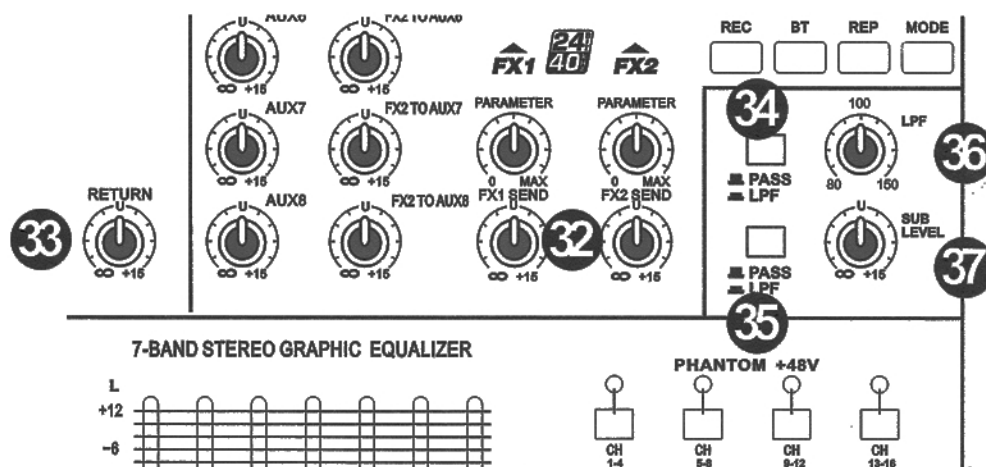 AUX6 FX2 TO AUX6
U U
∞ +15 ∞ +15
FX1 24 40 FX2
REC BT REP MODE
AUX7 FX2 TO AUX7
U U
∞ +15 ∞ +15
PARAMETER PARAMETER
0 MAX 0 MAX
34
100 LPF
80 150
36
PASS
LPF
RETURN
33
U
∞ +15
AUX8 FX2 TO AUX8
U U
∞ +15 ∞ +15
FX1 SEND 32 FX2 SEND
U U
∞ +15 ∞ +15
SUB
LEVEL
U
∞ +15
37
PASS
LPF
35
7-BAND STEREO GRAPHIC EQUALIZER
L
+12
-6
PHANTOM +48V
CH CH CH CH
1-4 5-8 9-12 13-16